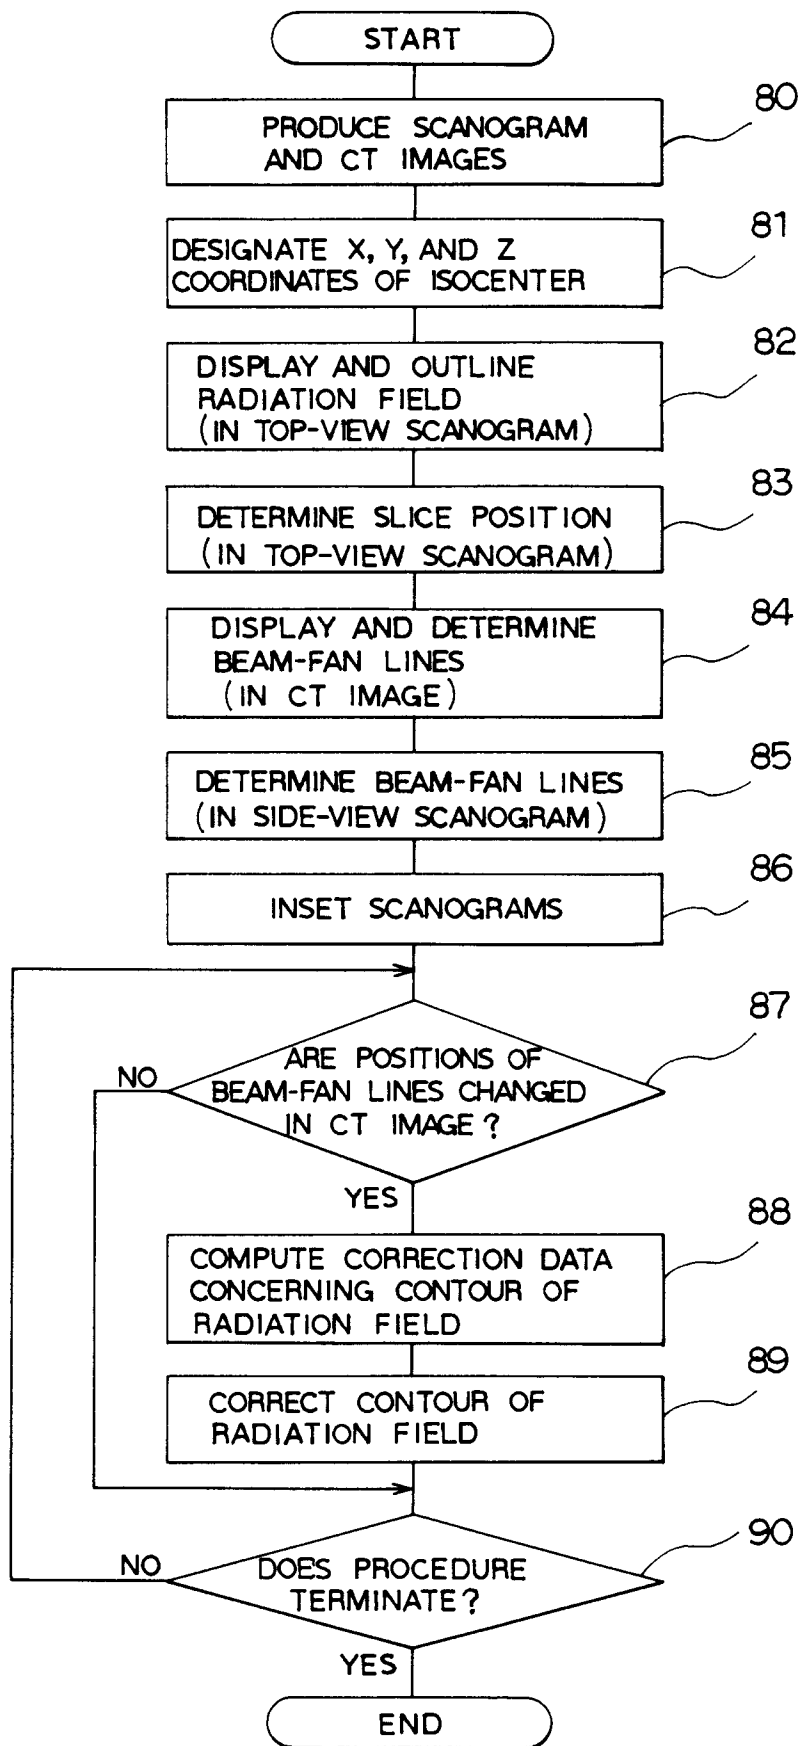 START
PRODUCE SCANOGRAM
AND CT IMAGES
80
DESIGNATE X, Y, AND Z
COORDINATES OF ISOCENTER
81
DISPLAY AND OUTLINE
RADIATION FIELD
(IN TOP-VIEW SCANOGRAM)
82
DETERMINE SLICE POSITION
(IN TOP-VIEW SCANOGRAM)
83
DISPLAY AND DETERMINE
BEAM-FAN LINES
(IN CT IMAGE)
84
DETERMINE BEAM-FAN LINES
(IN SIDE-VIEW SCANOGRAM)
85
INSET SCANOGRAMS
86
ARE POSITIONS OF
BEAM-FAN LINES CHANGED
IN CT IMAGE?
87
NO
YES
COMPUTE CORRECTION DATA
CONCERNING CONTOUR OF
RADIATION FIELD
88
CORRECT CONTOUR OF
RADIATION FIELD
89
DOES PROCEDURE
TERMINATE?
90
NO
YES
END